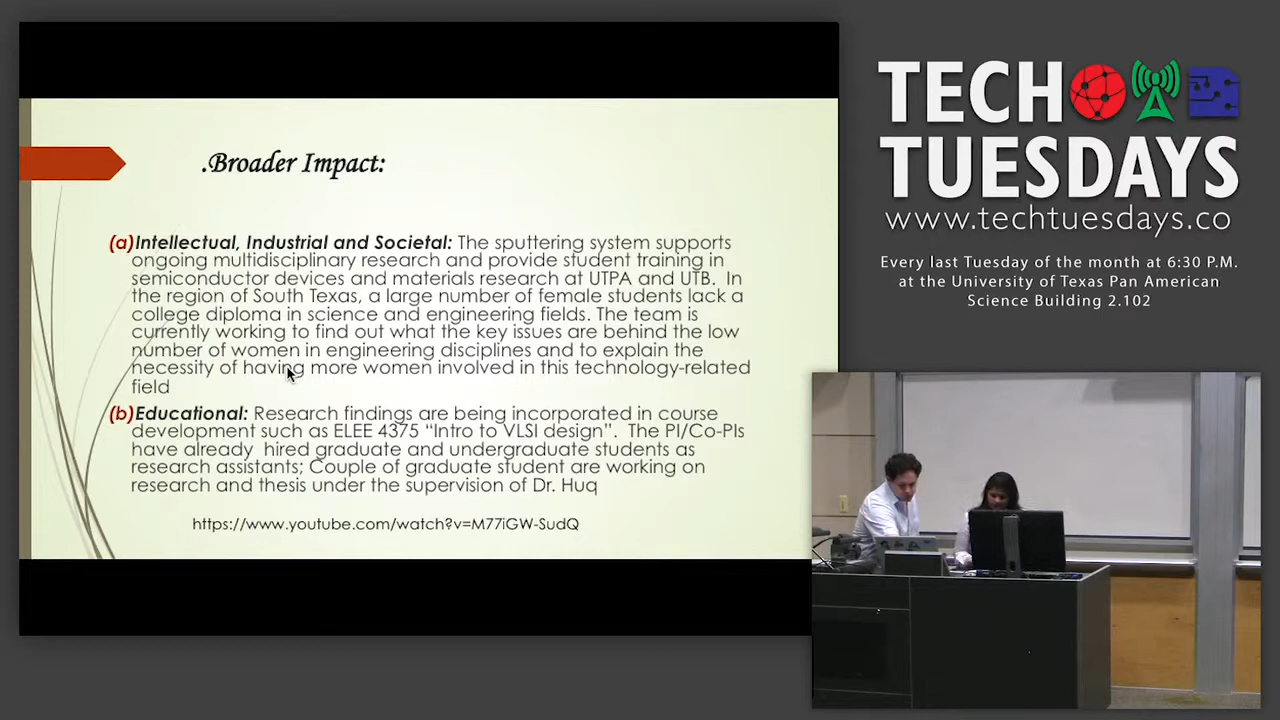 .Broader Impact:
(a)Intellectual, Industrial and Societal: The sputtering system supports
ongoing multidisciplinary research and provide student training in
semiconductor devices and materials research at UTPA and UTB. In
the region of South Texas, a large number of female students lack a
college diploma in science and engineering fields. The team is
currently working to find out what the key issues are behind the low
number of women in engineering disciplines and to explain the
necessity of having more women involved in this technology-related
field
(b)Educational: Research findings are being incorporated in course
development such as ELEE 4375 “Intro to VLSI design”. The PI/Co-PIs
have already hired graduate and undergraduate students as
research assistants; Couple of graduate student are working on
research and thesis under the supervision of Dr. Huq
https://www.youtube.com/watch?v=M77iGW-SudQ
TECH
TUESDAYS
www.techtuesdays.co
Every last Tuesday of the month at 6:30 P.M.
at the University of Texas Pan American
Science Building 2.102